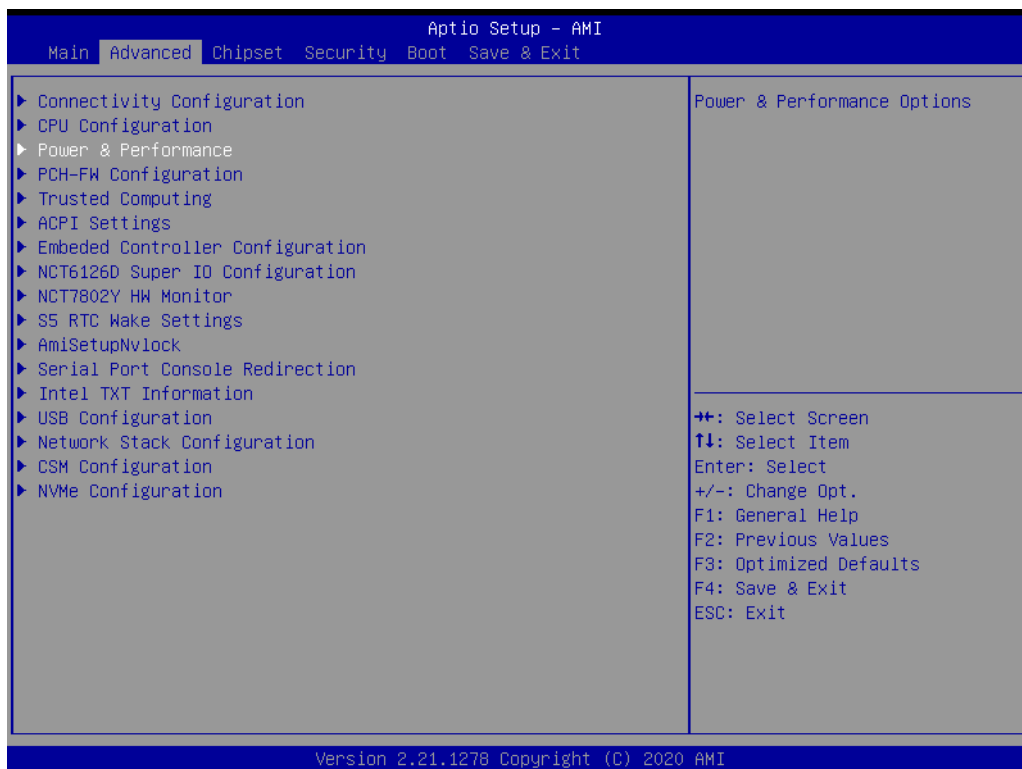 Aptio Setup – AMI
Main Advanced Chipset Security Boot Save & Exit
▶ Connectivity Configuration
▶ CPU Configuration
▶ Power & Performance
▶ PCH-FW Configuration
▶ Trusted Computing
▶ ACPI Settings
▶ Embeded Controller Configuration
▶ NCT6126D Super IO Configuration
▶ NCT7802Y HW Monitor
▶ S5 RTC Wake Settings
▶ AmiSetupNvlock
▶ Serial Port Console Redirection
▶ Intel TXT Information
▶ USB Configuration
▶ Network Stack Configuration
▶ CSM Configuration
▶ NVMe Configuration
Power & Performance Options
→←: Select Screen
↑↓: Select Item
Enter: Select
+/-: Change Opt.
F1: General Help
F2: Previous Values
F3: Optimized Defaults
F4: Save & Exit
ESC: Exit
Version 2.21.1278 Copyright (C) 2020 AMI